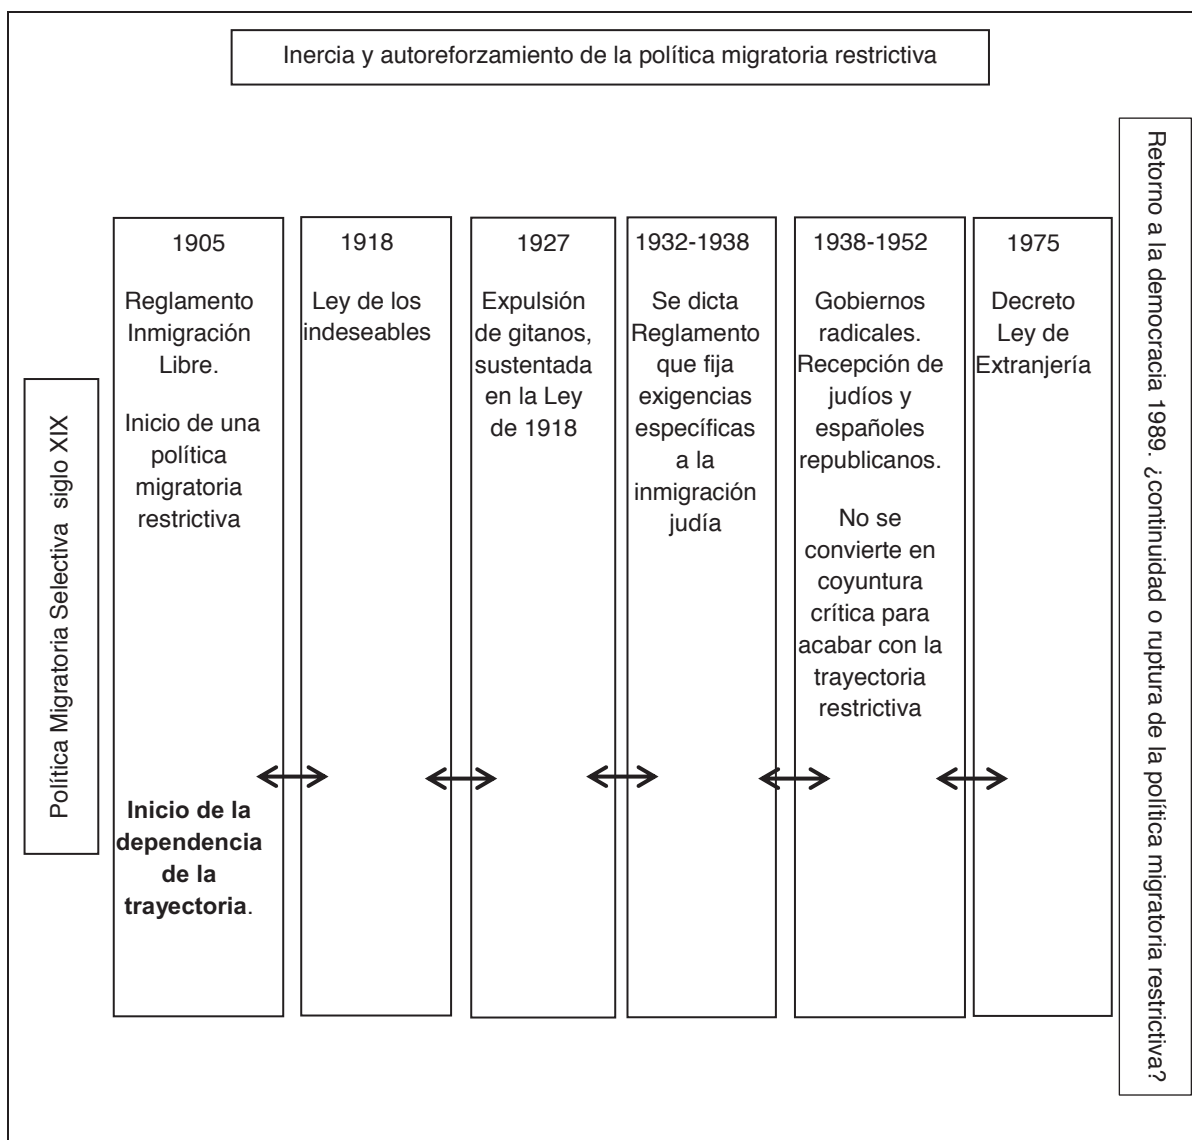 Inercia y autoreforzamiento de la política migratoria restrictiva
Política Migratoria Selectiva siglo XIX
1905
Reglamento
Inmigración
Libre.
Inicio de una
política
migratoria
restrictiva
Inicio de la
dependencia
de la
trayectoria.
1918
Ley de los
indeseables
1927
Expulsión
de gitanos,
sustentada
en la Ley
de 1918
1932-1938
Se dicta
Reglamento
que fija
exigencias
específicas
a la
inmigración
judía
1938-1952
Gobiernos
radicales.
Recepción de
judíos y
españoles
republicanos.
No se
convierte en
coyuntura
crítica para
acabar con la
trayectoria
restrictiva
1975
Decreto
Ley de
Extranjería
Retorno a la democracia 1989. ¿continuidad o ruptura de la política migratoria restrictiva?